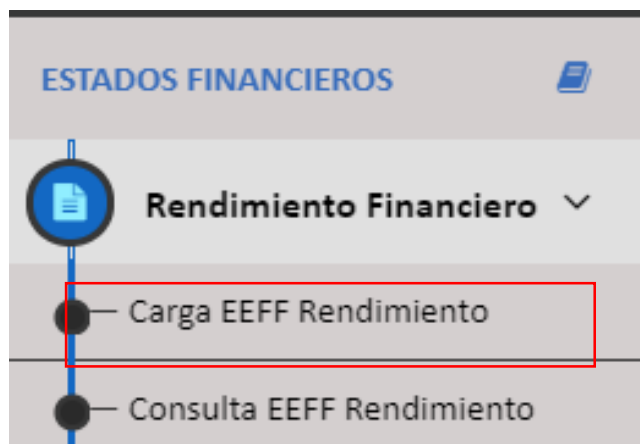 ESTADOS FINANCIEROS
Rendimiento Financiero
Carga EEFF Rendimiento
Consulta EEFF Rendimiento